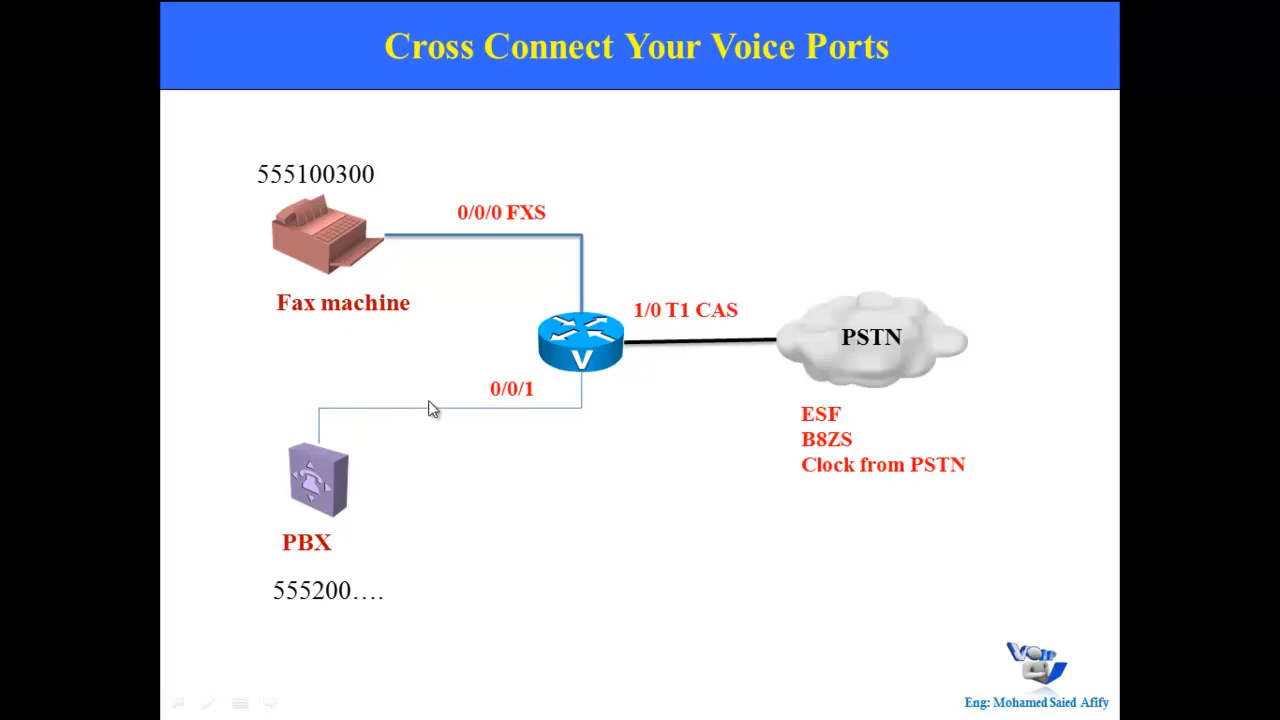 Cross Connect Your Voice Ports
555100300
0/0/0 FXS
Fax machine
1/0 T1 CAS
PSTN
V
0/0/1
ESF
B8ZS
Clock from PSTN
PBX
555200....
VOIP
Eng: Mohamed Saied Afify